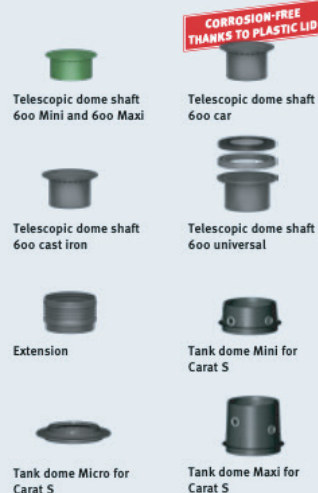 CORROSION-FREE
THANKS TO PLASTIC LID
Telescopic dome shaft
600 Mini and 600 Maxi
Telescopic dome shaft
600 car
Telescopic dome shaft
600 cast iron
Telescopic dome shaft
600 universal
Extension
Tank dome Mini for
Carat S
Tank dome Micro for
Carat S
Tank dome Maxi for
Carat S